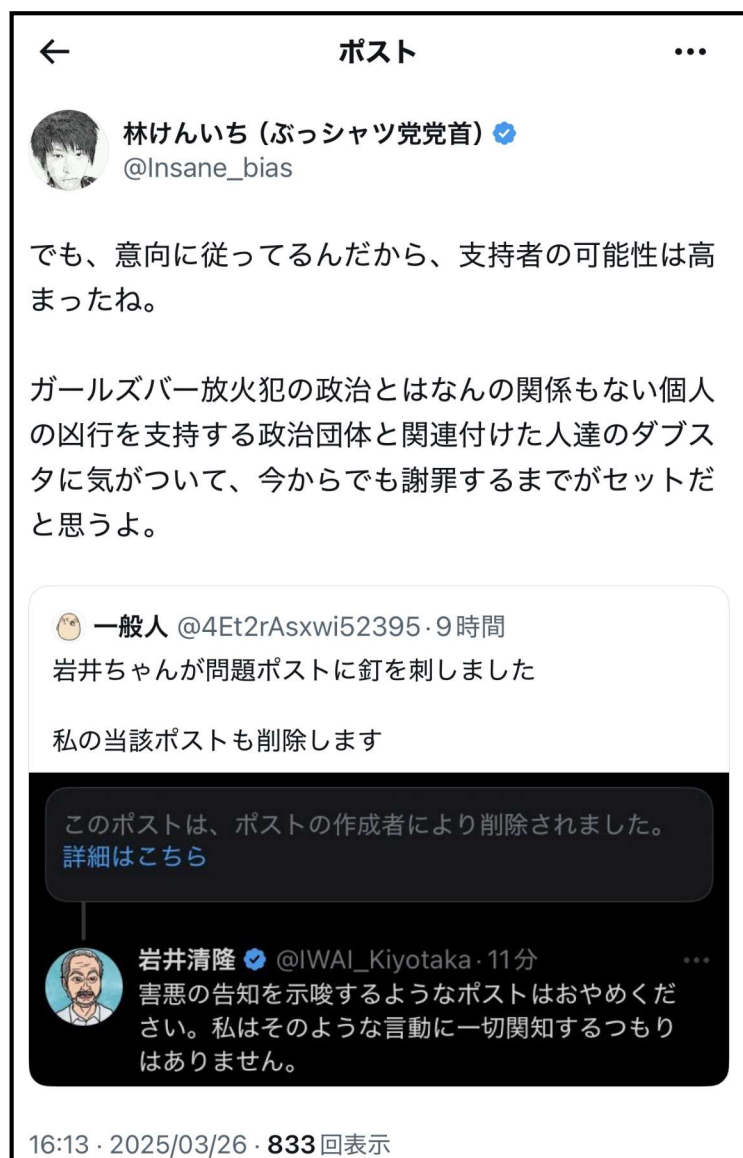 ポスト
林けんいち（ぶっシャツ党党首）
@Insane_bias
でも、意向に従ってるんだから、支持者の可能性は高
まったね。
ガールズバー放火犯の政治とはなんの関係もない個人
の凶行を支持する政治団体と関連付けた人達のダブス
タに気がついて、今からでも謝罪するまでがセットだ
と思うよ。
一般人 @4Et2rAsxwi52395·9時間
岩井ちゃんが問題ポストに釘を刺しました
私の当該ポストも削除します
このポストは、ポストの作成者により削除されました。
詳細はこちら
岩井清隆 @IWAI_Kiyotaka·11分
害悪の告知を示唆するようなポストはおやめくだ
さい。私はそのような言動に一切関知するつもり
はありません。
16:13 · 2025/03/26 · 833回表示